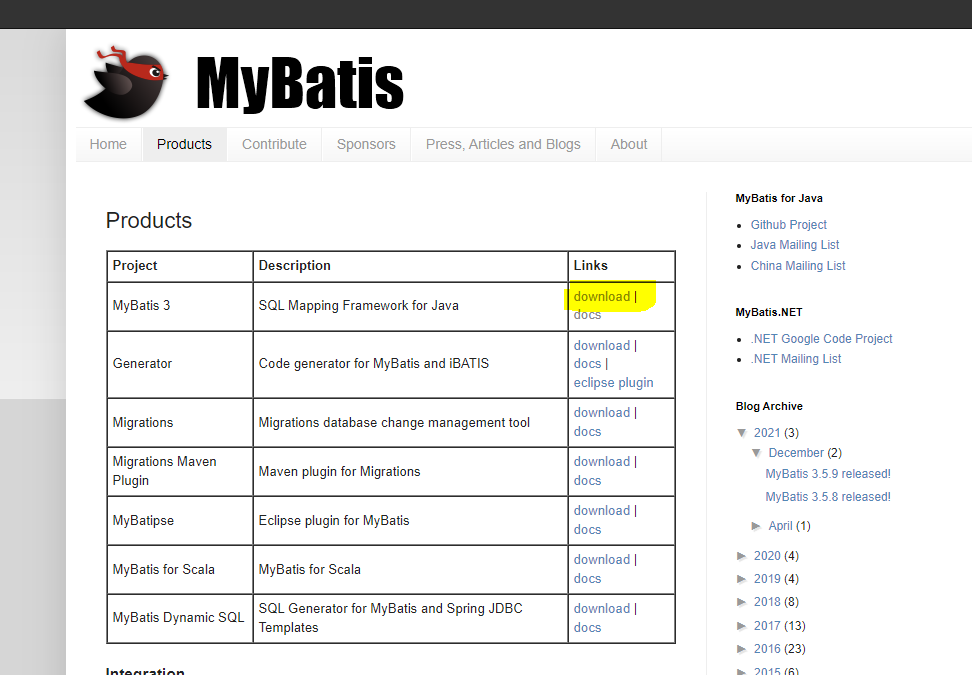 MyBatis
Home Products Contribute Sponsors Press, Articles and Blogs About
Products
Project Description Links
MyBatis 3 SQL Mapping Framework for Java download |
docs
Generator Code generator for MyBatis and iBATIS download |
docs |
eclipse plugin
Migrations Migrations database change management tool download |
docs
Migrations Maven
Plugin
Maven plugin for Migrations
download |
docs
MyBatipse Eclipse plugin for MyBatis download |
docs
MyBatis for Scala MyBatis for Scala download |
docs
MyBatis Dynamic SQL
SQL Generator for MyBatis and Spring JDBC
Templates
download |
docs
Integration
MyBatis for Java
Github Project
Java Mailing List
China Mailing List
MyBatis.NET
.NET Google Code Project
.NET Mailing List
Blog Archive
▼ 2021 (3)
▼ December (2)
MyBatis 3.5.9 released!
MyBatis 3.5.8 released!
► April (1)
► 2020 (4)
► 2019 (4)
► 2018 (8)
► 2017 (13)
► 2016 (23)
► 2015 (6)